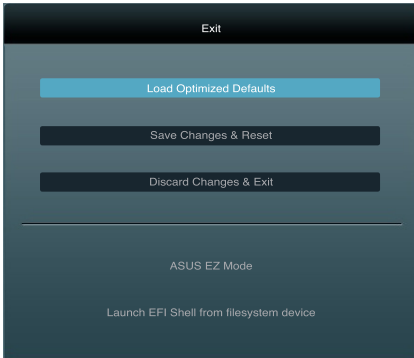 Exit
Load Optimized Defaults
Save Changes & Reset
Discard Changes & Exit
ASUS EZ Mode
Launch EFI Shell from filesystem device